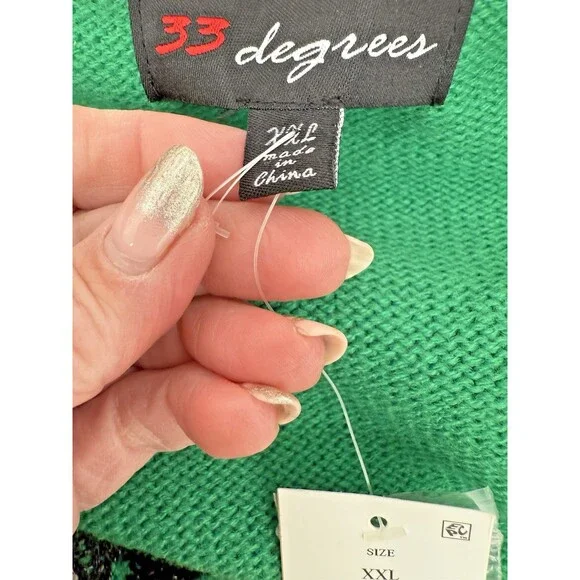 33 degrees
XXL
made
in
China
SIZE
XXL